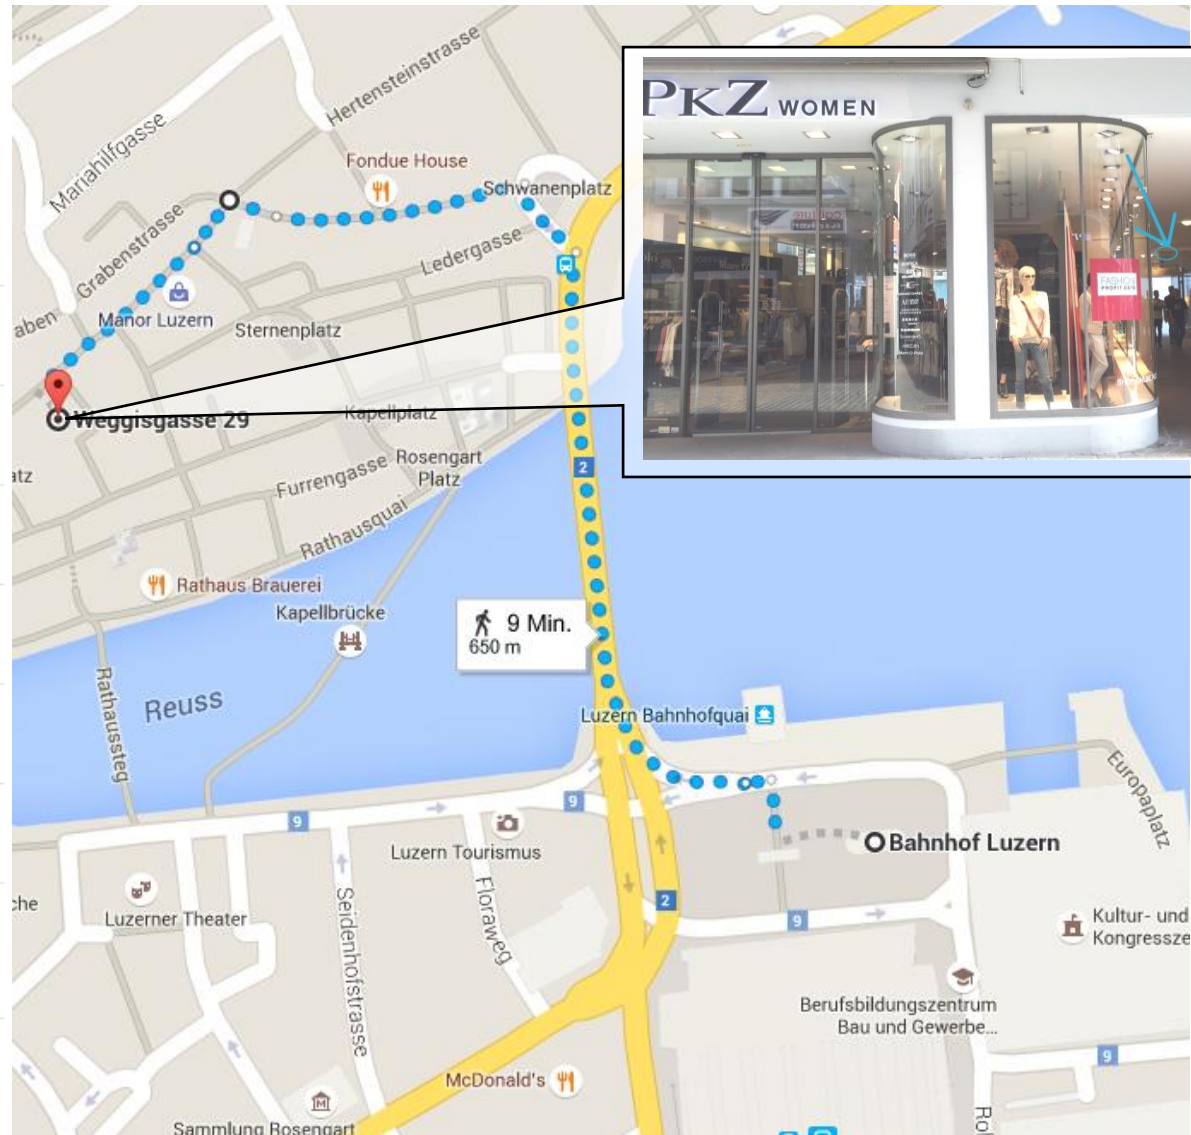 Hertensteinstrasse
Mariahilfgasse
Fondue House
Schwanenplatz
Grabenstrasse
Ledergasse
Manor Luzern
Sternenplatz
aben
Weggisgasse 29
Kapellplatz
atz
Furrengasse
Rosengart
Platz
Rathausquai
2
Rathaus Brauerei
Kapellbrücke
9 Min.
650 m
Reuss
Rathaussteg
Luzern Bahnhofquai
Europaplatz
9
9
Luzern Tourismus
Bahnhof Luzern
che
Luzerner Theater
Seidenhofstrasse
Floraweg
2
9
Kultur- und
Kongressze
Berufsbildungszentrum
Bau und Gewerbe...
9
McDonald's
M
Sammlung Rosengart
Rö
PKZ WOMEN
FASHION